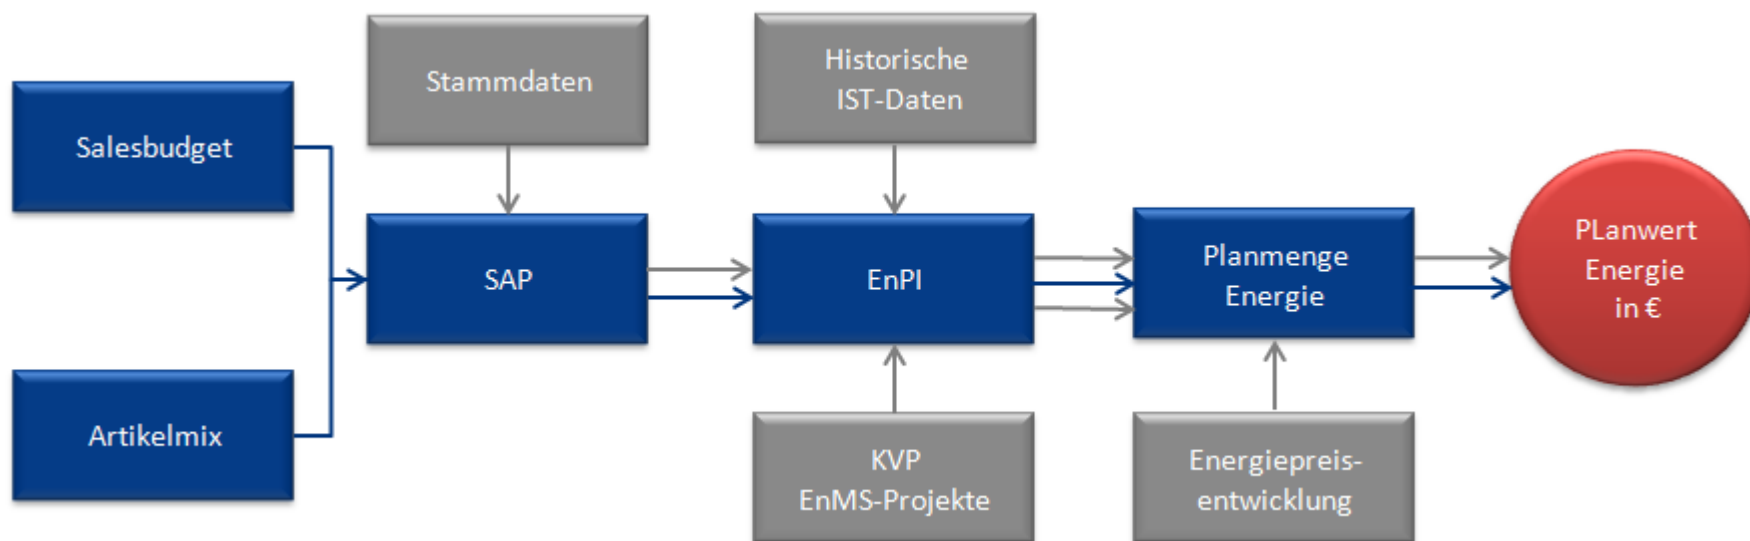 Stammdaten
Historische
IST-Daten
Salesbudget
SAP
EnPI
Planmenge
Energie
PLanwert
Energie
in €
Artikelmix
KVP
EnMS-Projekte
Energiepreis-
entwicklung